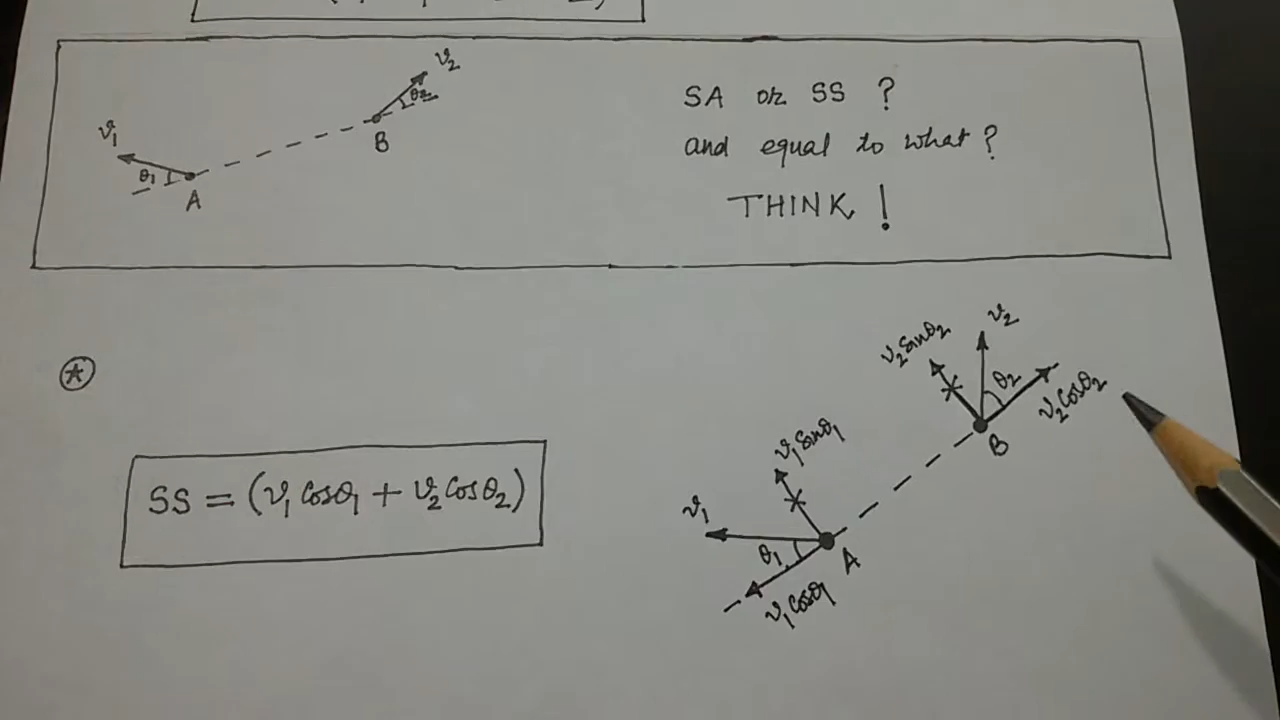 v₂
θ₂
B
v₁
θ₁
A
SA or SS ?
and equal to what?
THINK !
SS = (v₁ Cosθ₁ + v₂ Cosθ₂)
v₂ Sinθ₂
v₂
θ₂
v₂ Cosθ₂
B
v₁ Sinθ₁
v₁
θ₁
A
v₁ Cosθ₁